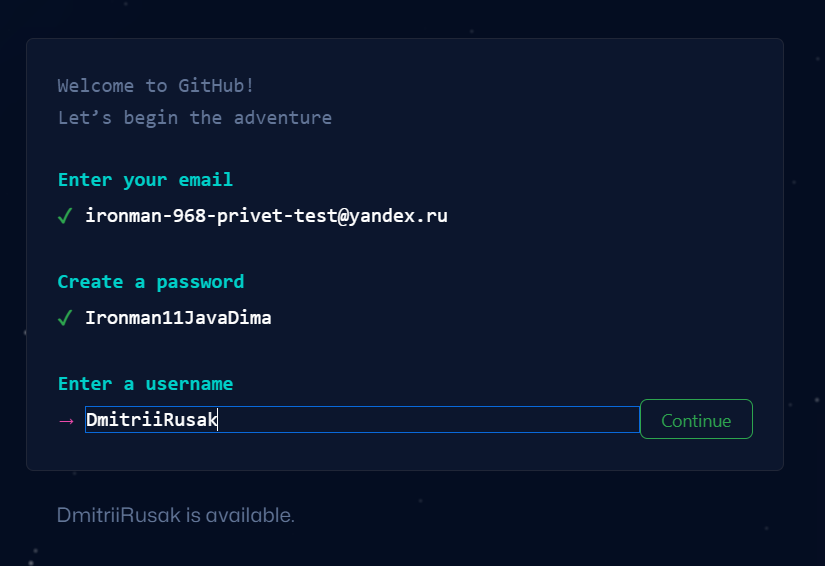 Welcome to GitHub!
Let’s begin the adventure
Enter your email
✓ ironman-968-privet-test@yandex.ru
Create a password
✓ Ironman11JavaDima
Enter a username
→ DmitriiRusak
Continue
DmitriiRusak is available.